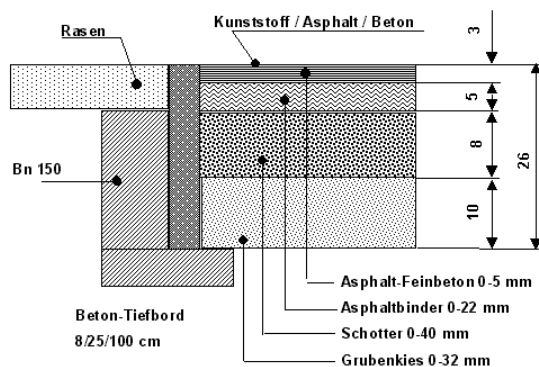 Kunststoff / Asphalt / Beton
Rasen
3
5
8
26
10
Bn 150
Asphalt-Feinbeton 0-5 mm
Asphaltbinder 0-22 mm
Schotter 0-40 mm
Grubenkies 0-32 mm
Beton-Tiefbord
8/25/100 cm